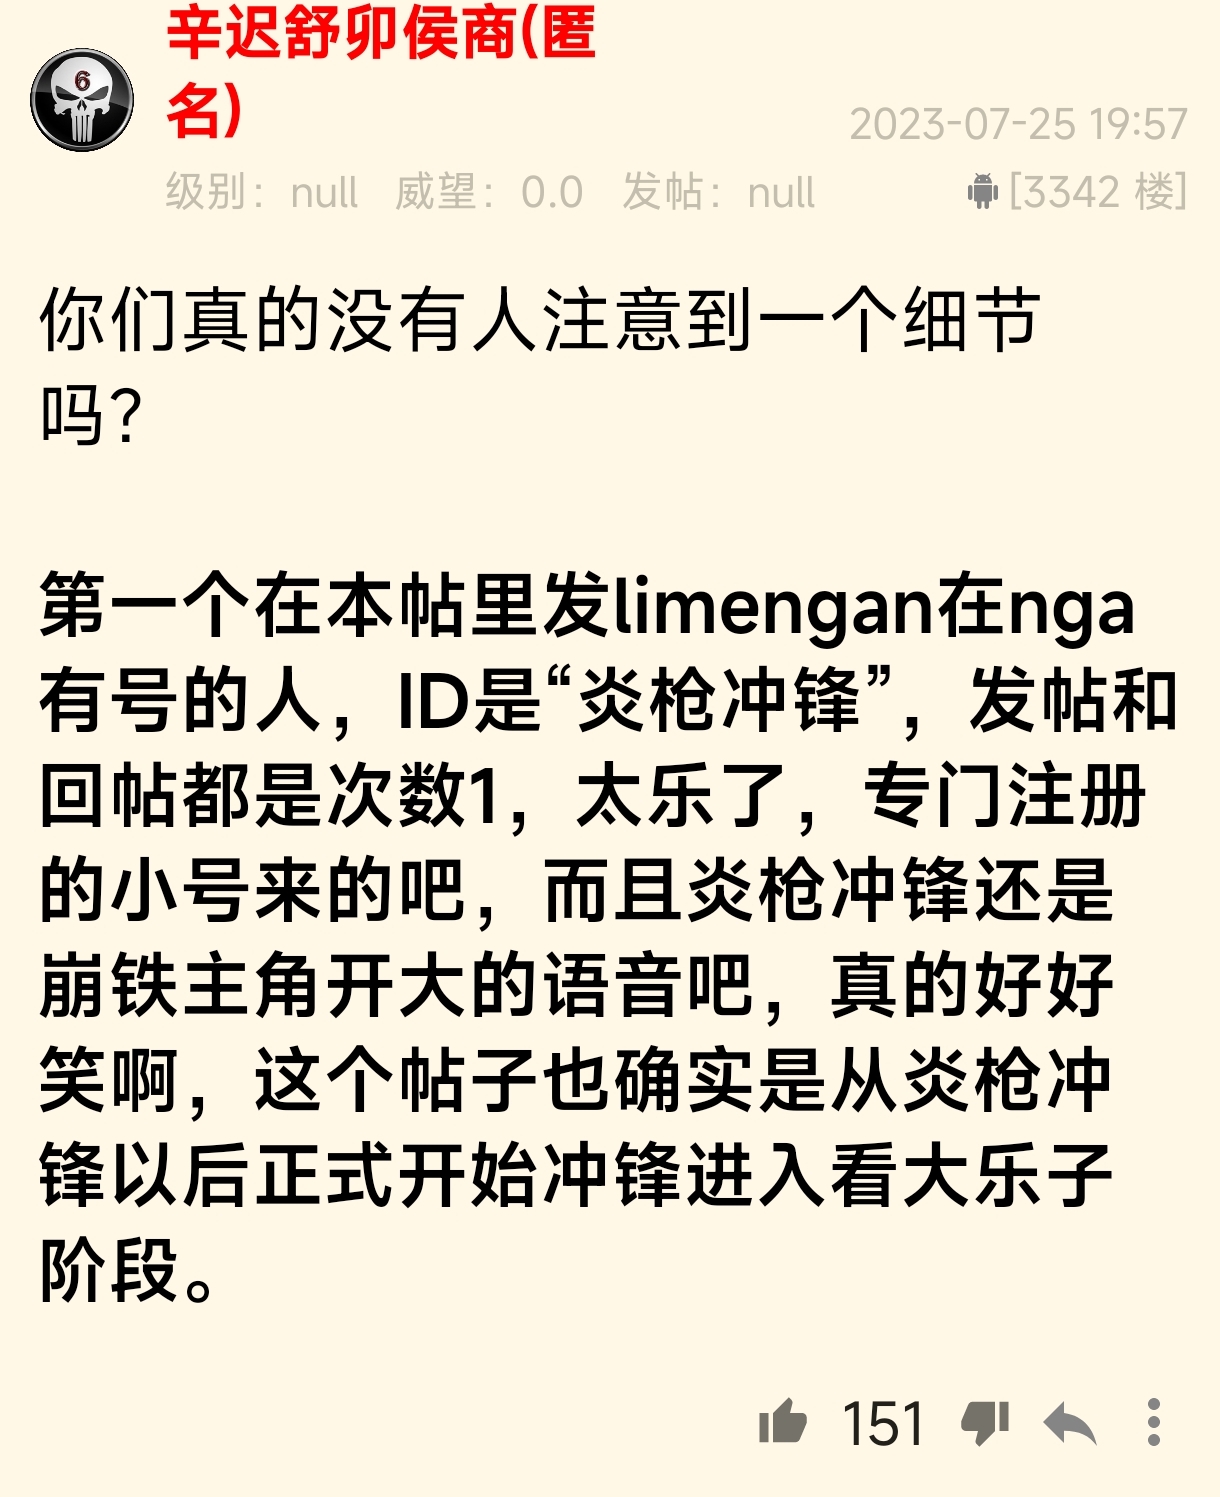 辛迟舒卯侯商(匿
名)
6
2023-07-25 19:57
级别：null 威望：0.0 发帖：null
[3342 楼]
你们真的没有人注意到一个细节
吗？
第一个在本帖里发limengan在nga
有号的人，ID是“炎枪冲锋”，发帖和
回帖都是次数1，太乐了，专门注册
的小号来的吧，而且炎枪冲锋还是
崩铁主角开大的语音吧，真的好好
笑啊，这个帖子也确实是从炎枪冲
锋以后正式开始冲锋进入看大乐子
阶段。
151